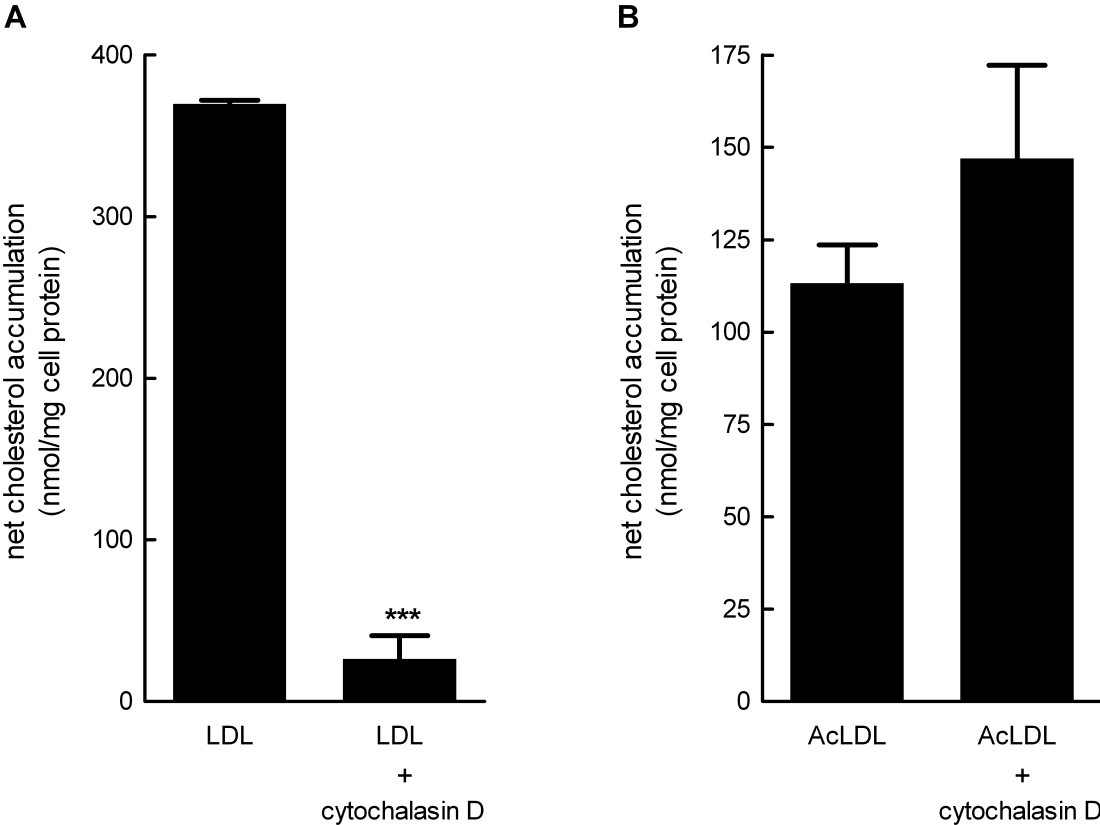 A
net cholesterol accumulation
(nmol/mg cell protein)
400
300
200
100
0
***
LDL
LDL
+
cytochalasin D
B
net cholesterol accumulation
(nmol/mg cell protein)
175
150
125
100
75
50
25
0
AcLDL
AcLDL
+
cytochalasin D